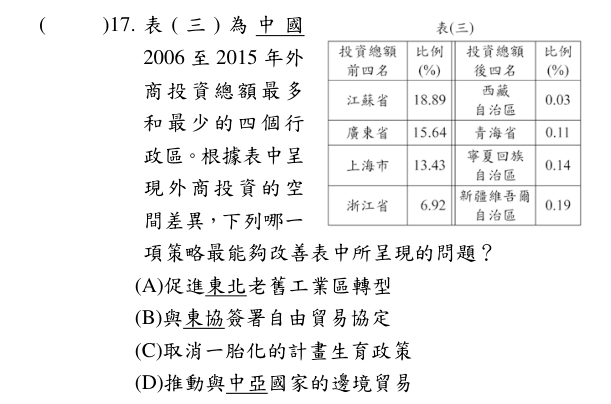 (　　)17. 表(三)為中國
2006 至 2015 年外
商投資總額最多
和最少的四個行
政區。根據表中呈
現外商投資的空
間差異，下列哪一
項策略最能夠改善表中所呈現的問題？
表(三)
投資總額前四名 比例(%) 投資總額後四名 比例(%)
江蘇省 18.89 西藏自治區 0.03
廣東省 15.64 青海省 0.11
上海市 13.43 寧夏回族自治區 0.14
浙江省 6.92 新疆維吾爾自治區 0.19
(A)促進東北老舊工業區轉型
(B)與東協簽署自由貿易協定
(C)取消一胎化的計畫生育政策
(D)推動與中亞國家的邊境貿易